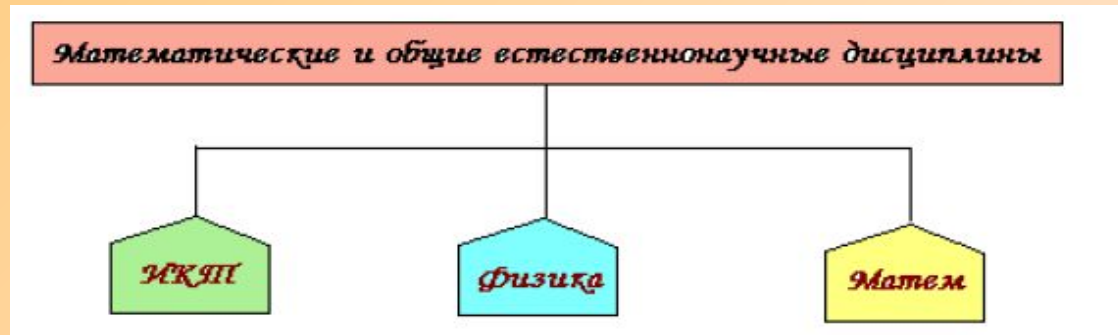 Математические и общие естественнонаучные дисциплины
ИКТ
Физика
Матем